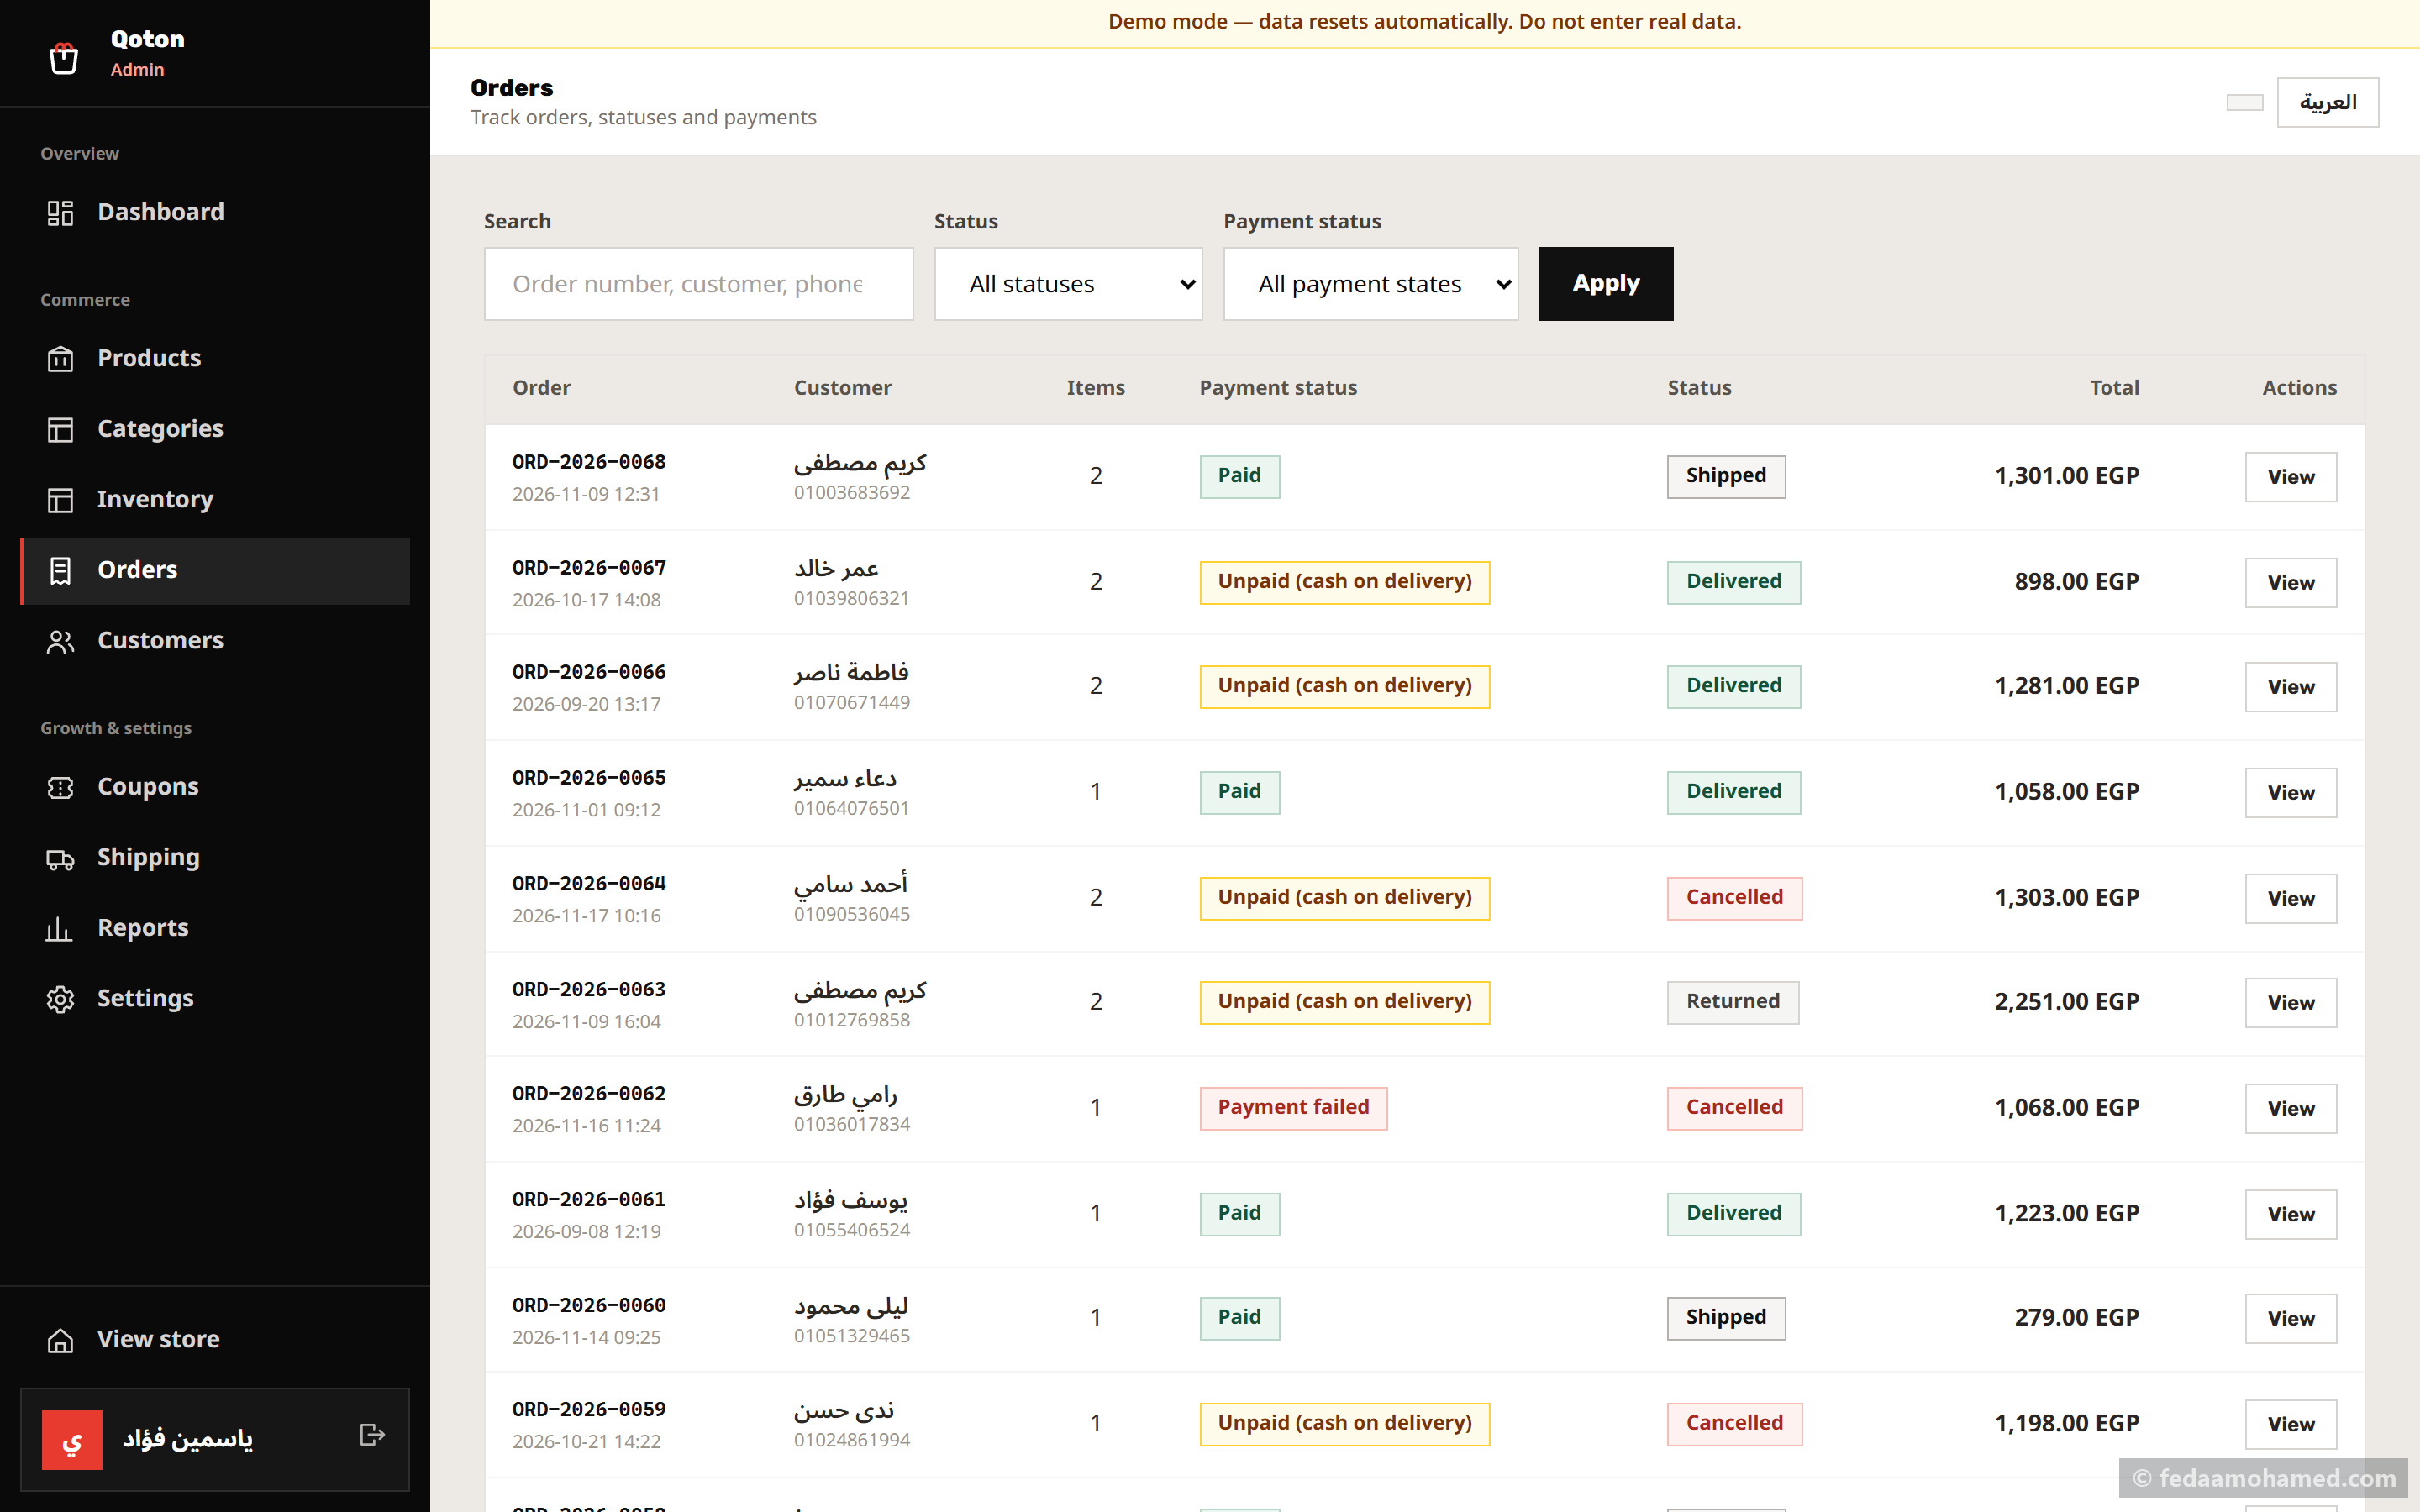 Qoton
Admin
Overview
Dashboard
Commerce
Products
Categories
Inventory
Orders
Customers
Growth & settings
Coupons
Shipping
Reports
Settings
View store
ي
ياسمين فؤاد
Demo mode — data resets automatically. Do not enter real data.
Orders
Track orders, statuses and payments
العربية
Search Status Payment status
Order number, customer, phone All statuses All payment states Apply
Order Customer Items Payment status Status Total Actions
ORD-2026-0068 كريم مصطفى 2 Paid Shipped 1,301.00 EGP View
2026-11-09 12:31 01003683692
ORD-2026-0067 عمر خالد 2 Unpaid (cash on delivery) Delivered 898.00 EGP View
2026-10-17 14:08 01039806321
ORD-2026-0066 فاطمة ناصر 2 Unpaid (cash on delivery) Delivered 1,281.00 EGP View
2026-09-20 13:17 01070671449
ORD-2026-0065 دعاء سمير 1 Paid Delivered 1,058.00 EGP View
2026-11-01 09:12 01064076501
ORD-2026-0064 أحمد سامي 2 Unpaid (cash on delivery) Cancelled 1,303.00 EGP View
2026-11-17 10:16 01090536045
ORD-2026-0063 كريم مصطفى 2 Unpaid (cash on delivery) Returned 2,251.00 EGP View
2026-11-09 16:04 01012769858
ORD-2026-0062 رامي طارق 1 Payment failed Cancelled 1,068.00 EGP View
2026-11-16 11:24 01036017834
ORD-2026-0061 يوسف فؤاد 1 Paid Delivered 1,223.00 EGP View
2026-09-08 12:19 01055406524
ORD-2026-0060 ليلى محمود 1 Paid Shipped 279.00 EGP View
2026-11-14 09:25 01051329465
ORD-2026-0059 ندى حسن 1 Unpaid (cash on delivery) Cancelled 1,198.00 EGP View
2026-10-21 14:22 01024861994
© fedaamohamed.com